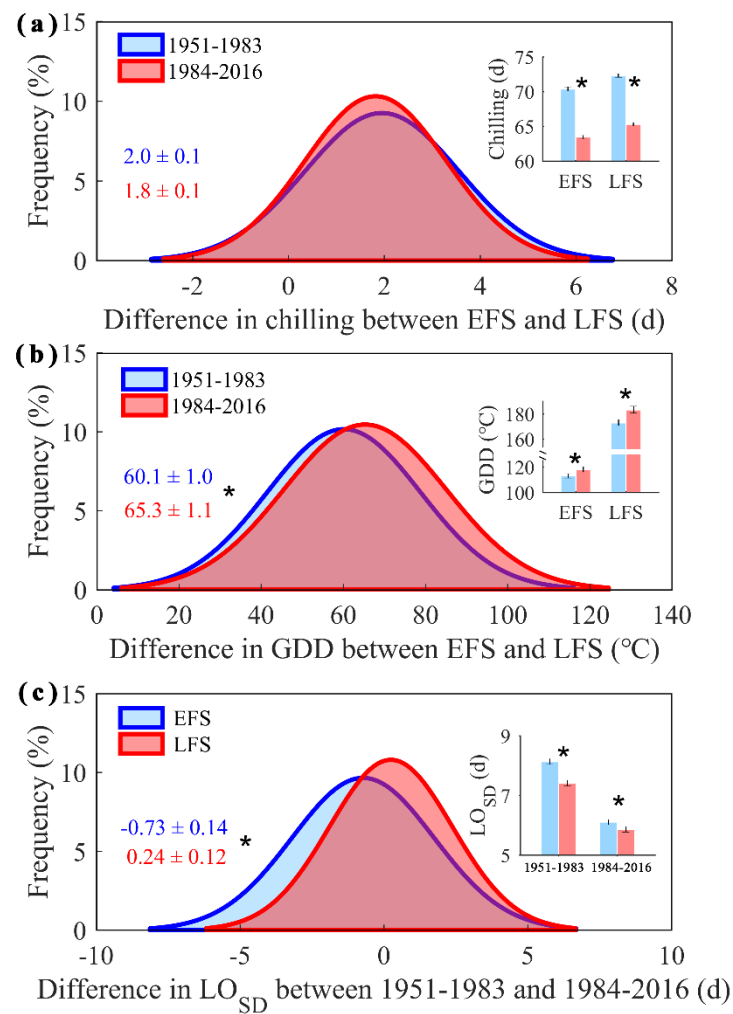 (a)
15
10
5
0
Frequency (%)
1951-1983
1984-2016
2.0 ± 0.1
1.8 ± 0.1
Chilling (d)
75
70
65
60
*
*
EFS LFS
-2 0 2 4 6 8
Difference in chilling between EFS and LFS (d)
(b)
15
10
5
0
Frequency (%)
1951-1983
1984-2016
60.1 ± 1.0
65.3 ± 1.1
*
GDD (℃)
180
160
120
100
*
*
EFS LFS
0 20 40 60 80 100 120 140
Difference in GDD between EFS and LFS (℃)
(c)
15
10
5
0
Frequency (%)
EFS
LFS
-0.73 ± 0.14
0.24 ± 0.12
*
LO_SD (d)
9
7
5
*
*
1951-1983 1984-2016
-10 -5 0 5 10
Difference in LO_SD between 1951-1983 and 1984-2016 (d)